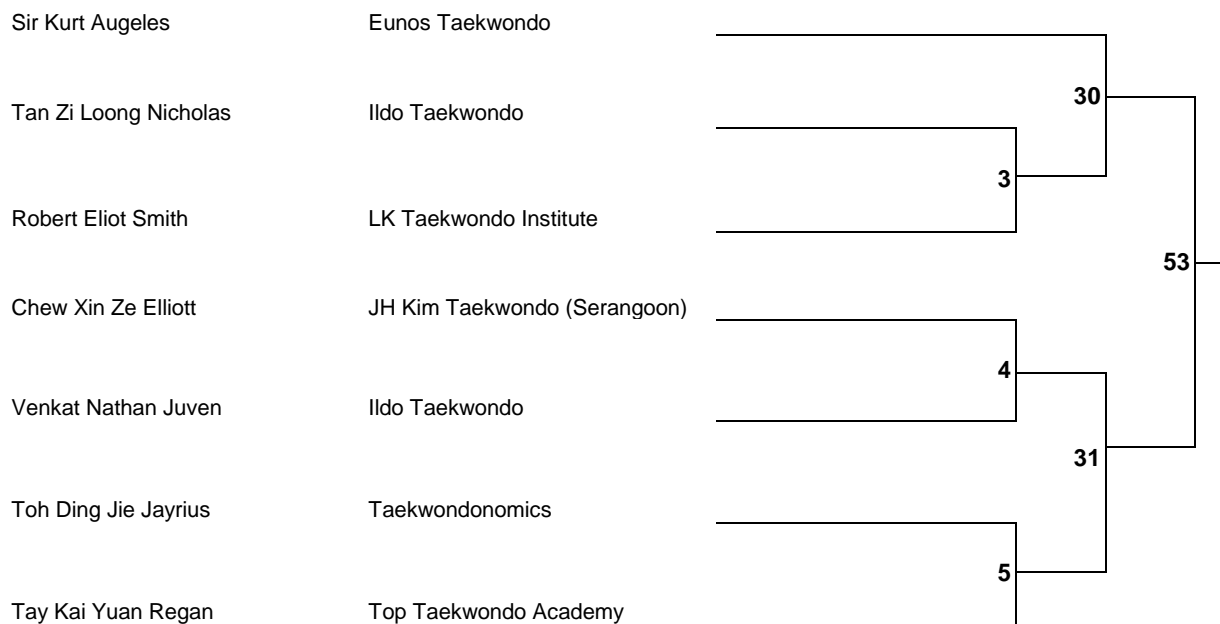 Sir Kurt Augeles Eunos Taekwondo
30
Tan Zi Loong Nicholas Ildo Taekwondo
3
Robert Eliot Smith LK Taekwondo Institute
53
Chew Xin Ze Elliott JH Kim Taekwondo (Serangoon)
4
Venkat Nathan Juven Ildo Taekwondo
31
Toh Ding Jie Jayrius Taekwondonomics
5
Tay Kai Yuan Regan Top Taekwondo Academy